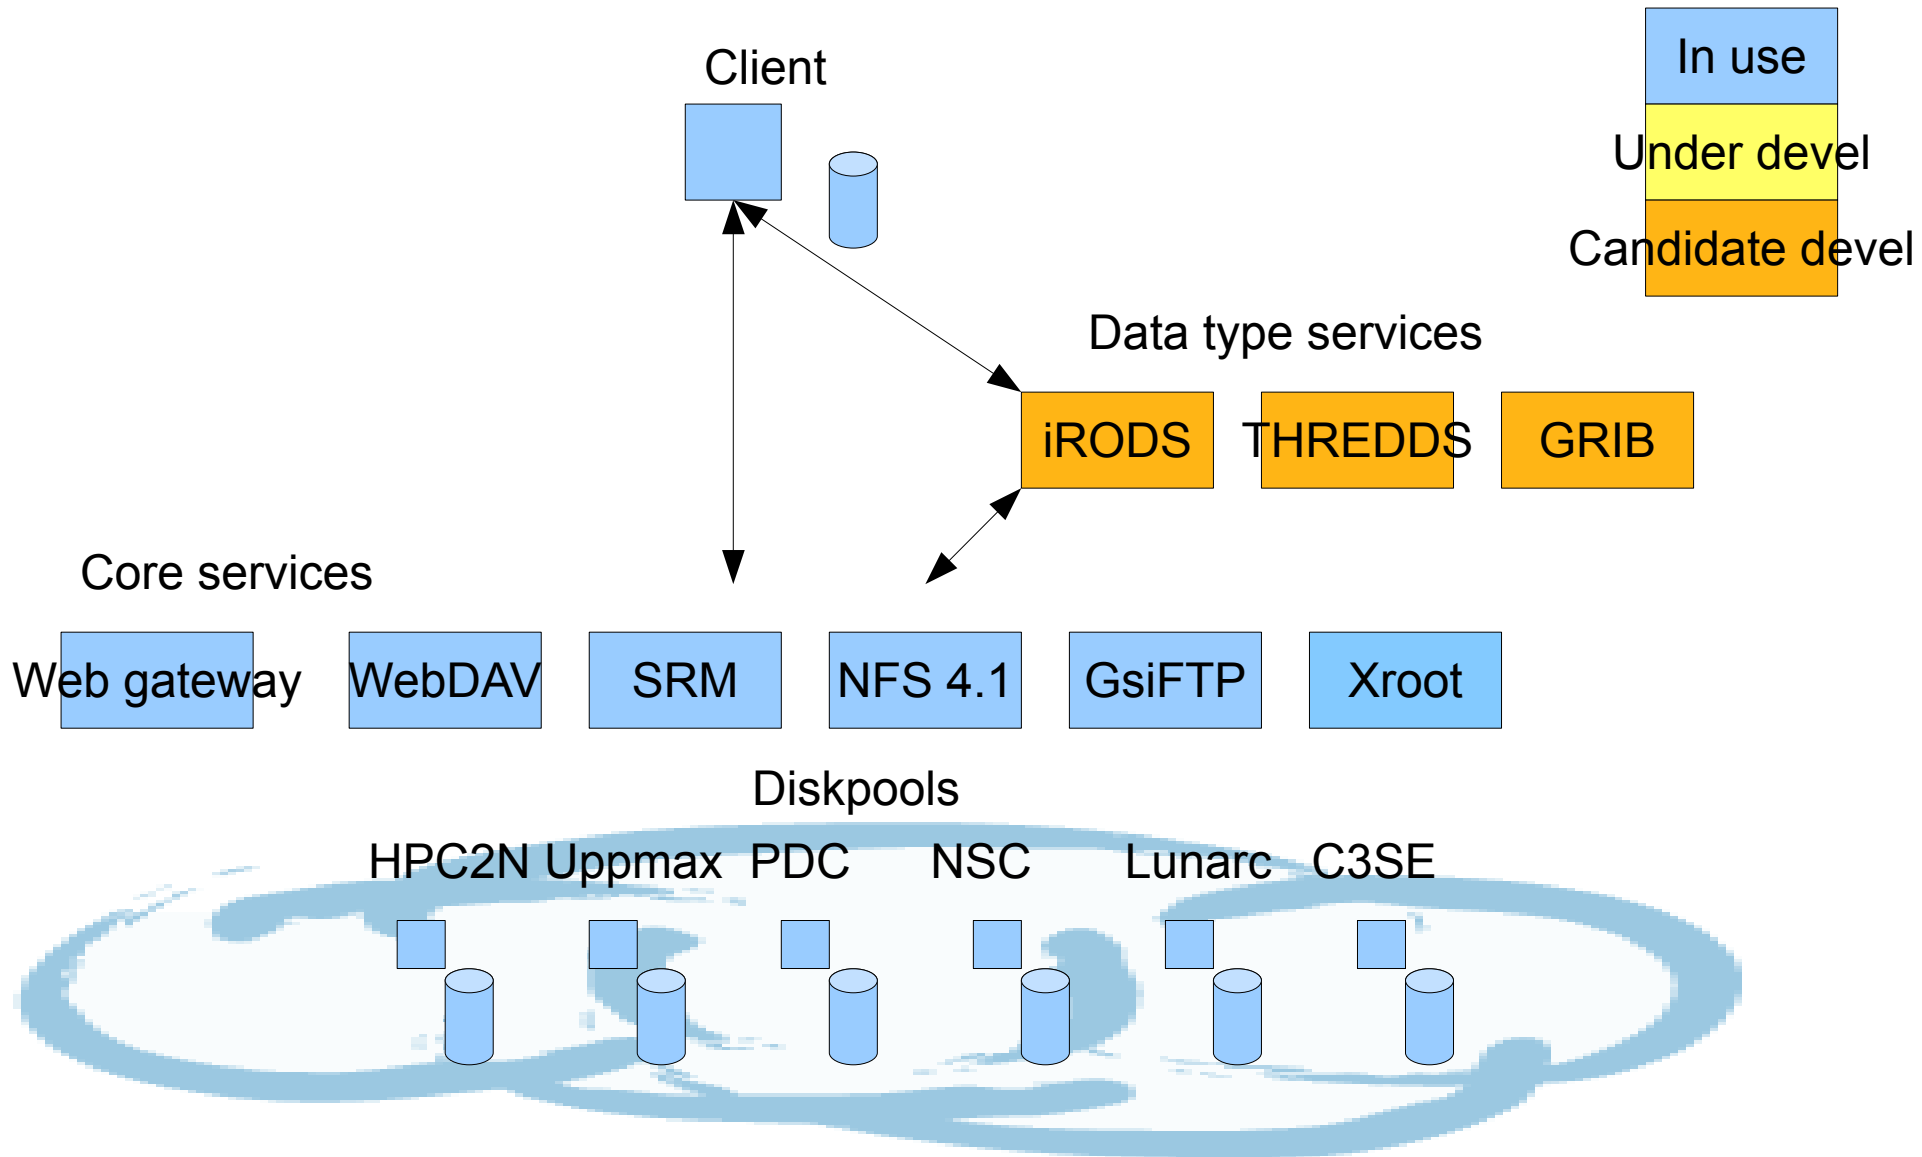 Client
In use
Under devel
Candidate devel
Data type services
iRODS
THREDDS
GRIB
Core services
Web gateway
WebDAV
SRM
NFS 4.1
GsiFTP
Xroot
Diskpools
HPC2N
Uppmax
PDC
NSC
Lunarc
C3SE